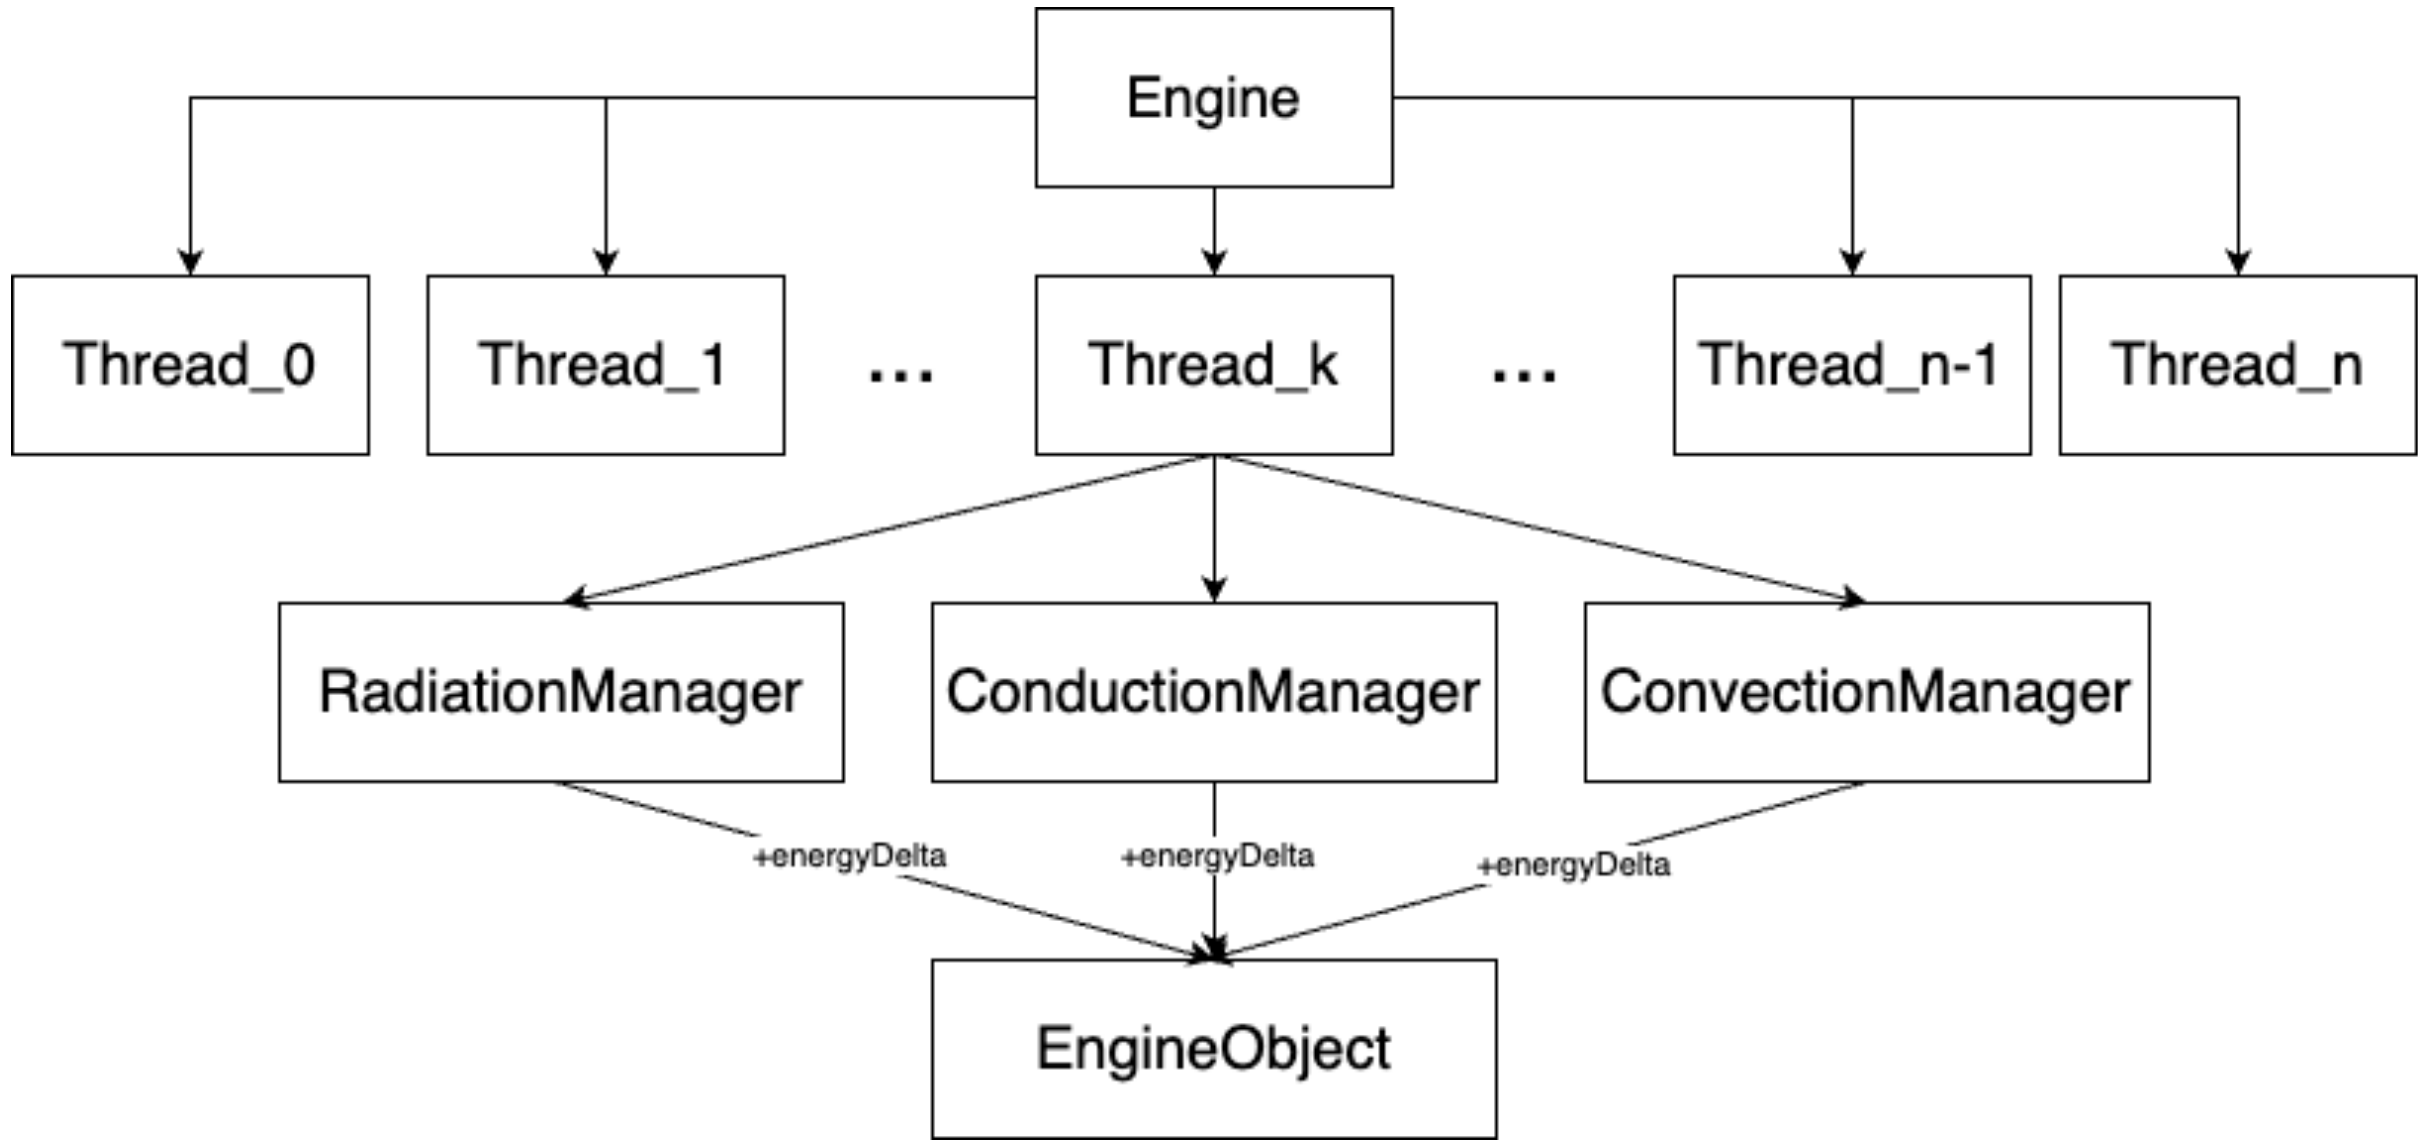 Engine
Thread_0
Thread_1
...
Thread_k
...
Thread_n-1
Thread_n
RadiationManager
ConductionManager
ConvectionManager
+energyDelta
+energyDelta
+energyDelta
EngineObject